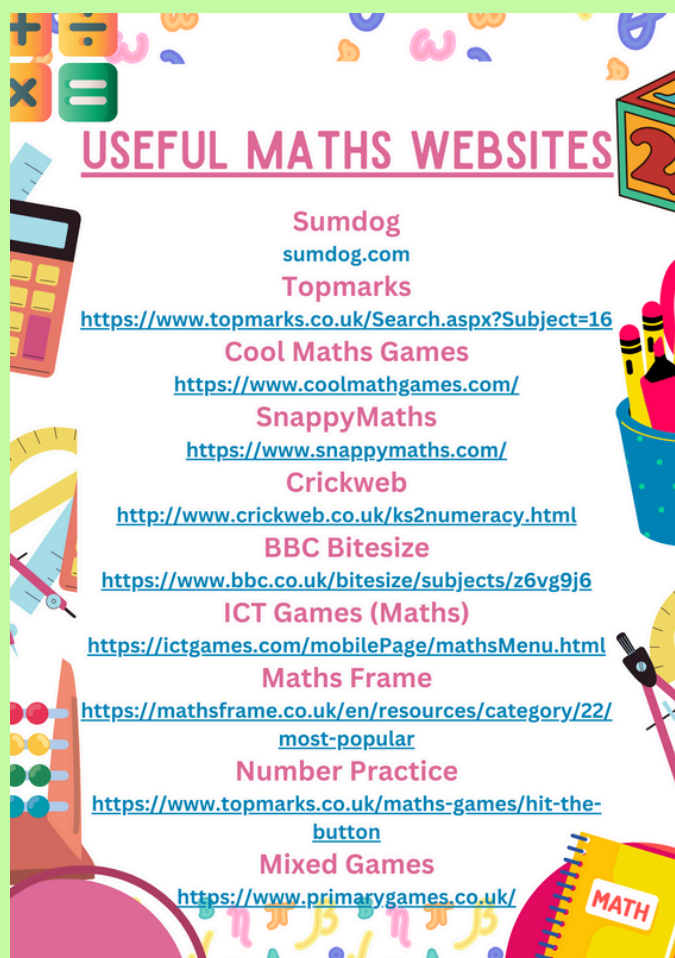 USEFUL MATHS WEBSITES
Sumdog
sumdog.com
Topmarks
https://www.topmarks.co.uk/Search.aspx?Subject=16
Cool Maths Games
https://www.coolmathgames.com/
SnappyMaths
https://www.snappymaths.com/
Crickweb
http://www.crickweb.co.uk/ks2numeracy.html
BBC Bitesize
https://www.bbc.co.uk/bitesize/subjects/z6vg9j6
ICT Games (Maths)
https://ictgames.com/mobilePage/mathsMenu.html
Maths Frame
https://mathsframe.co.uk/en/resources/category/22/
most-popular
Number Practice
https://www.topmarks.co.uk/maths-games/hit-the-
button
Mixed Games
https://www.primarygames.co.uk/
MATH